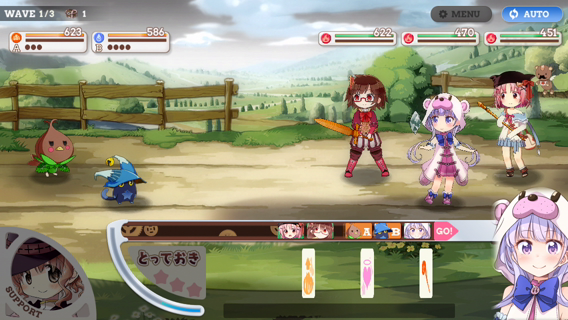 WAVE 1/3 1
MENU
AUTO
623
A
586
B
622
470
451
A
B
GO!
とっておき
SUPPORT